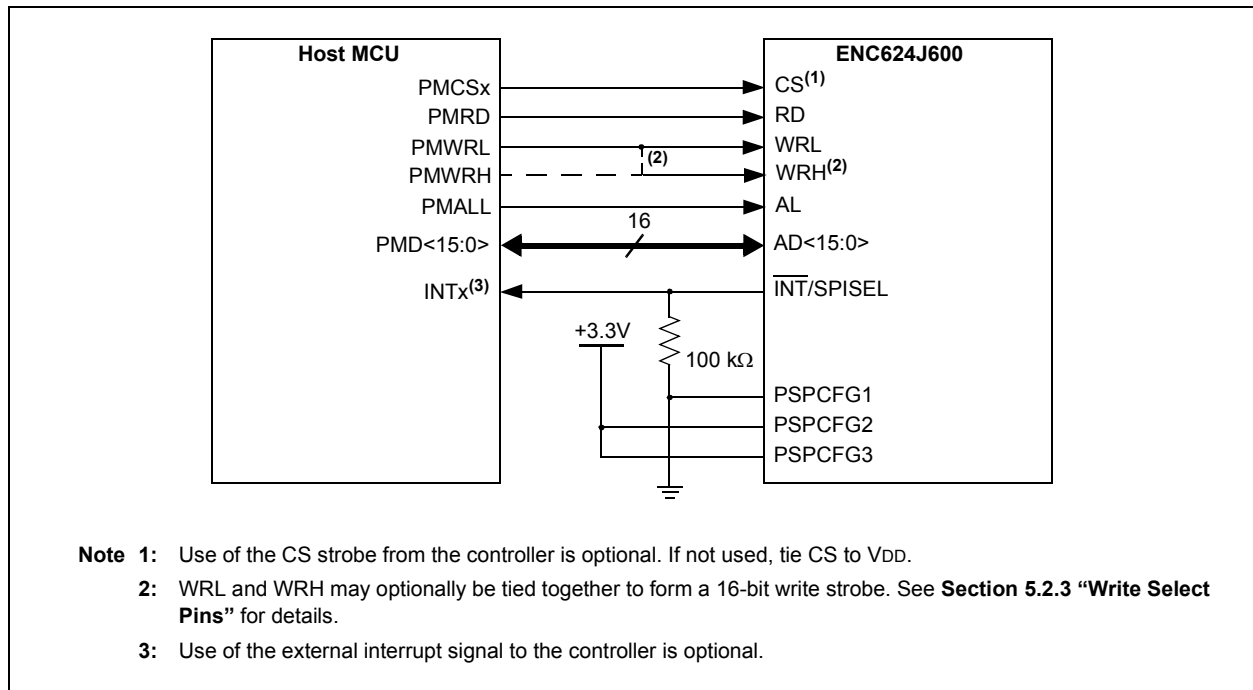 Host MCU
ENC624J600
PMCSx
CS(1)
PMRD
RD
PMWRL
WRL
(2)
PMWRH
WRH(2)
PMALL
AL
16
PMD<15:0>
AD<15:0>
INTx(3)
INT/SPISEL
+3.3V
100 kΩ
PSPCFG1
PSPCFG2
PSPCFG3
Note 1: Use of the CS strobe from the controller is optional. If not used, tie CS to VDD.
2: WRL and WRH may optionally be tied together to form a 16-bit write strobe. See Section 5.2.3 “Write Select
Pins” for details.
3: Use of the external interrupt signal to the controller is optional.